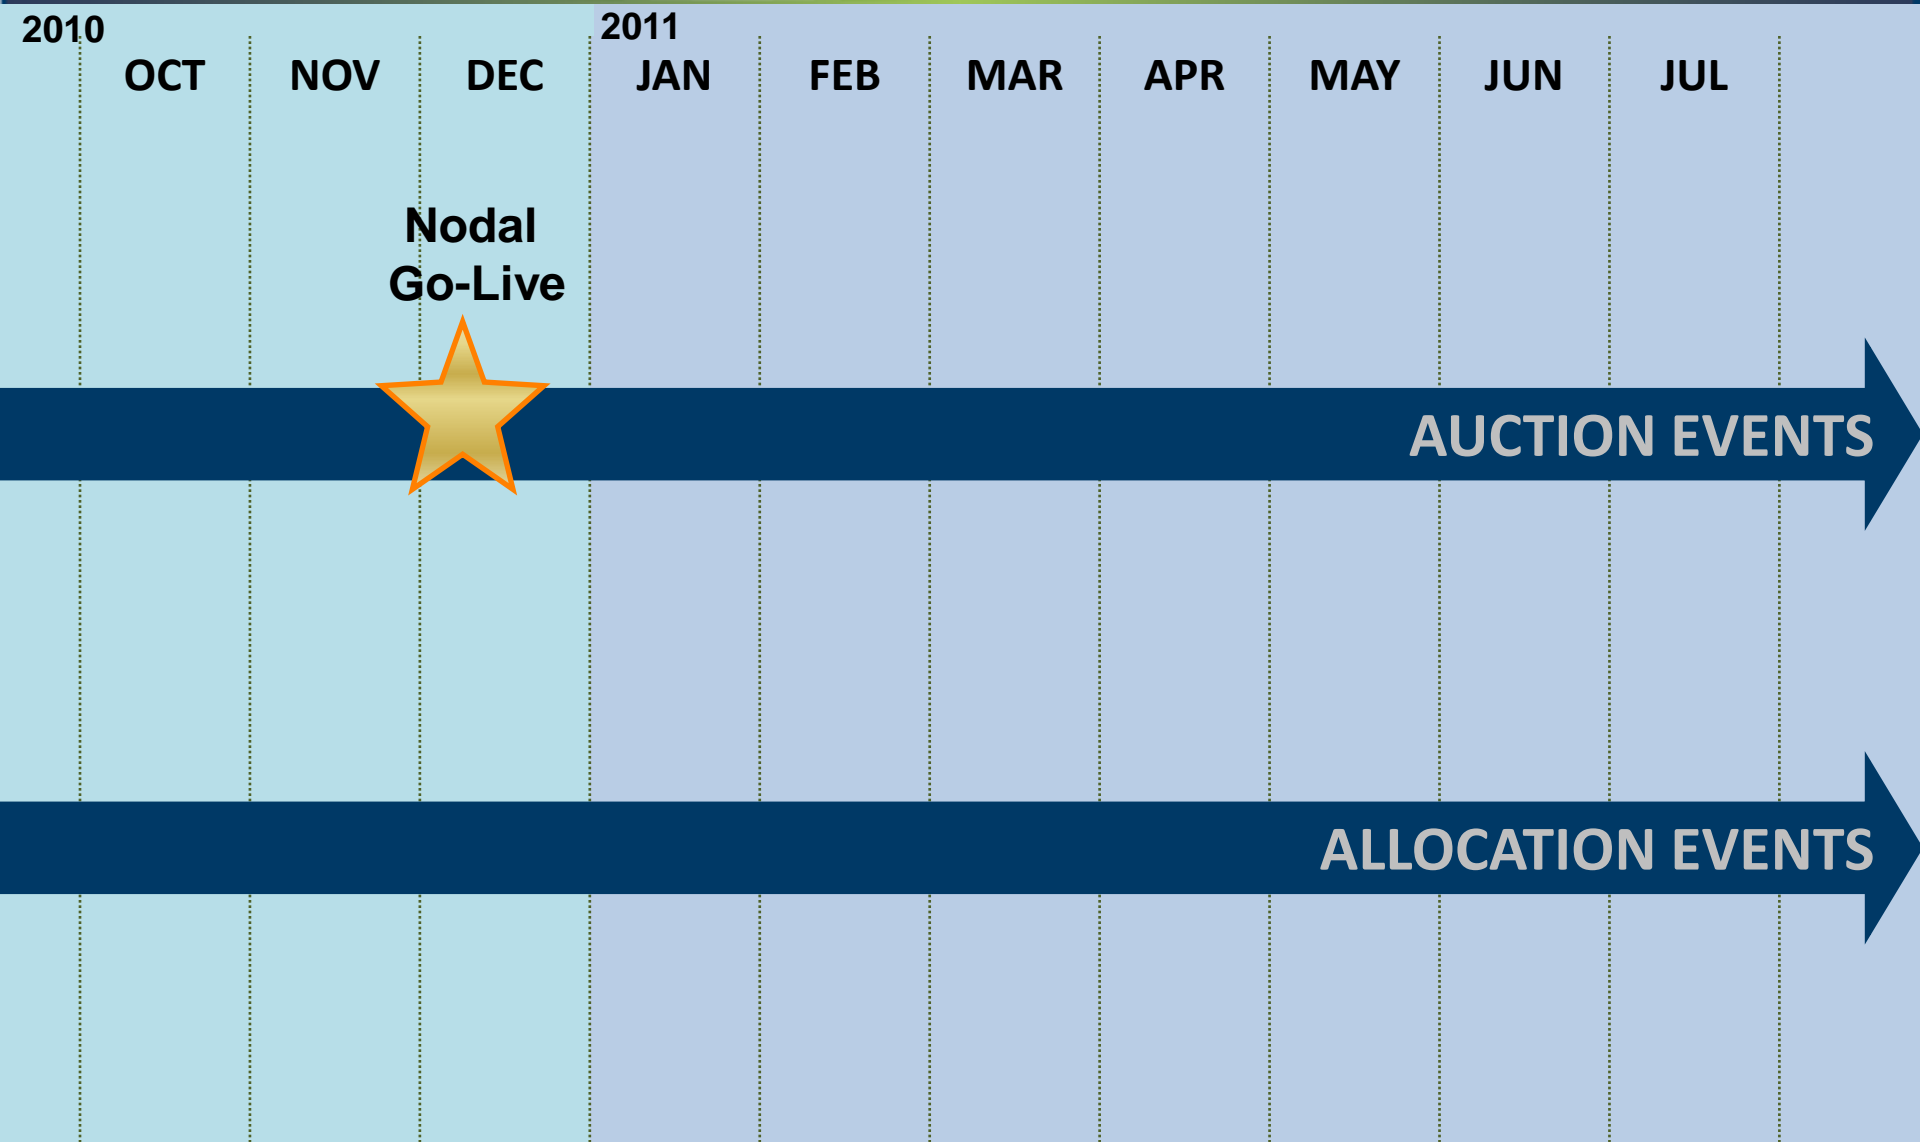 2010
2011
OCT NOV DEC JAN FEB MAR APR MAY JUN JUL
Nodal
Go-Live
AUCTION EVENTS
ALLOCATION EVENTS